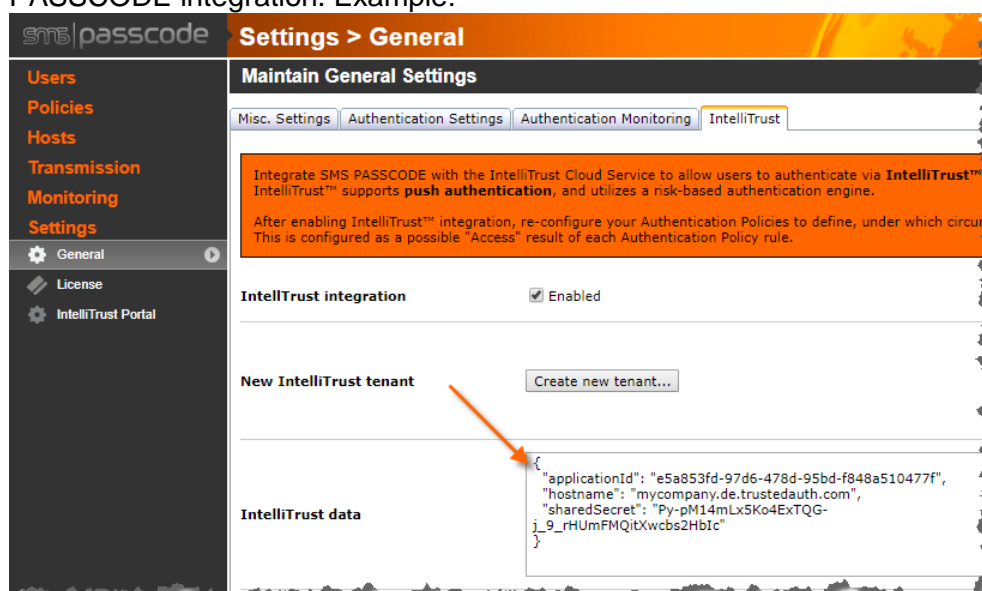 PASSCODE integration. Example:
sms|passcode
Settings > General
Users
Policies
Hosts
Transmission
Monitoring
Settings
General
License
IntelliTrust Portal
Maintain General Settings
Misc. Settings Authentication Settings Authentication Monitoring IntelliTrust
Integrate SMS PASSCODE with the IntelliTrust Cloud Service to allow users to authenticate via IntelliTrust™
IntelliTrust™ supports push authentication, and utilizes a risk-based authentication engine.
After enabling IntelliTrust™ integration, re-configure your Authentication Policies to define, under which
This is configured as a possible "Access" result of each Authentication Policy rule.
IntellTrust integration Enabled
New IntelliTrust tenant Create new tenant...
IntelliTrust data
{
"applicationId": "e5a853fd-97d6-478d-95bd-f848a510477f",
"hostname": "mycompany.de.trustedauth.com",
"sharedSecret": "Py-pM14mLx5Ko4ExTQG-
j_9_rHUmFMQitXwcbs2HbIc"
}